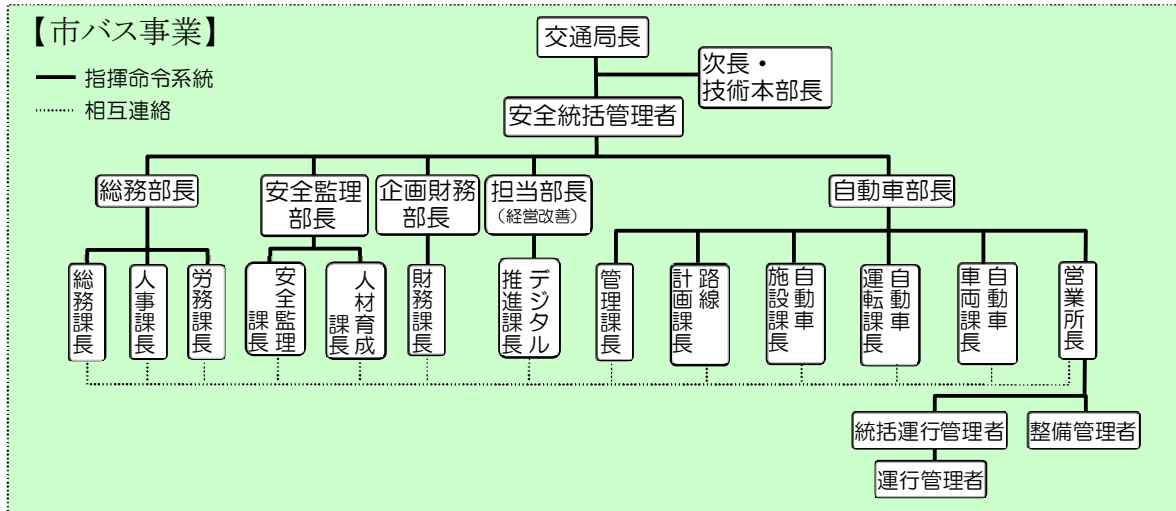 【市バス事業】
指揮命令系統
相互連絡
交通局長
次長・
技術本部長
安全統括管理者
総務部長
安全監理
部長
企画財務
部長
担当部長
(経営改善)
自動車部長
総務課長
人事課長
労務課長
安全監理
課長
人材育成
課長
財務課長
デジタル
推進課長
管理課長
路線
計画課長
自動車
施設課長
自動車
運転課長
自動車
車両課長
営業所長
統括運行管理者
整備管理者
運行管理者